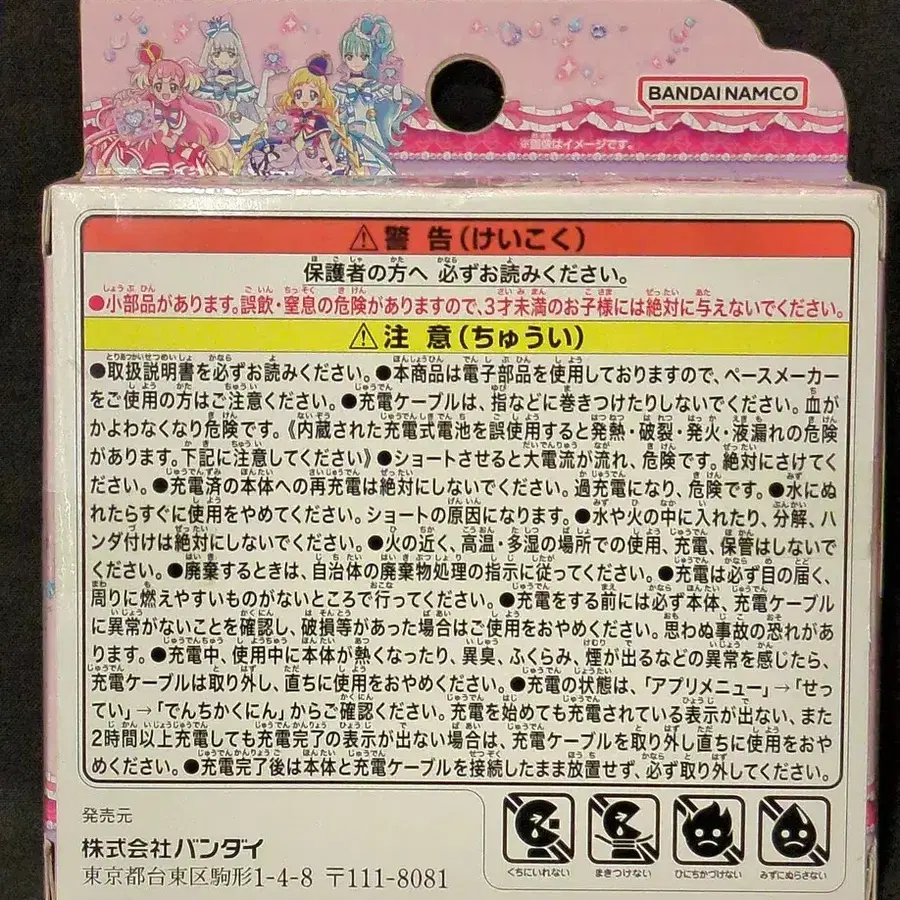 BANDAI NAMCO
※画像はイメージです。
⚠警告(けいこく)
保護者の方へ 必ずお読みください。
●小部品があります。誤飲・窒息の危険がありますので、3才未満のお子様には絶対に与えないでください。
⚠注意(ちゅうい)
●取扱説明書を必ずお読みください。●本商品は電子部品を使用しておりますので、ペースメーカー
をご使用の方はご注意ください。●充電ケーブルは、指などに巻きつけたりしないでください。血が
かよわなくなり危険です。《内蔵された充電式電池を誤使用すると発熱・破裂・発火・液漏れの危険
があります。下記に注意してください》●ショートさせると大電流が流れ、危険です。絶対にさけてく
ださい。●充電済の本体への再充電は絶対にしないでください。過充電になり、危険です。●水にぬ
れたらすぐに使用をやめてください。ショートの原因になります。●水や火の中に入れたり、分解、ハ
ンダ付けは絶対にしないでください。●火の近く、高温・多湿の場所での使用、充電、保管はしないで
ください。●廃棄するときは、自治体の廃棄物処理の指示に従ってください。●充電は必ず目の届く、
周りに燃えやすいものがないところで行ってください。●充電をする前には必ず本体、充電ケーブル
に異常がないことを確認し、破損等があった場合はご使用をおやめください。思わぬ事故の恐れがあ
ります。●充電中、使用中に本体が熱くなったり、異臭、ふくらみ、煙が出るなどの異常を感じたら、
充電ケーブルは取り外し、直ちに使用をおやめください。●充電の状態は、「アプリメニュー」→「せっ
てい」→「でんちかくにん」からご確認ください。充電を始めても充電されている表示が出ない、また
2時間以上充電しても充電完了の表示が出ない場合は、充電ケーブルを取り外し直ちに使用をおや
めください。●充電完了後は本体と充電ケーブルを接続したまま放置せず、必ず取り外してください。
発売元
株式会社バンダイ
東京都台東区駒形1-4-8 〒111-8081
くちにいれない
まきつけない
ひにちかづけない
みずにぬらさない